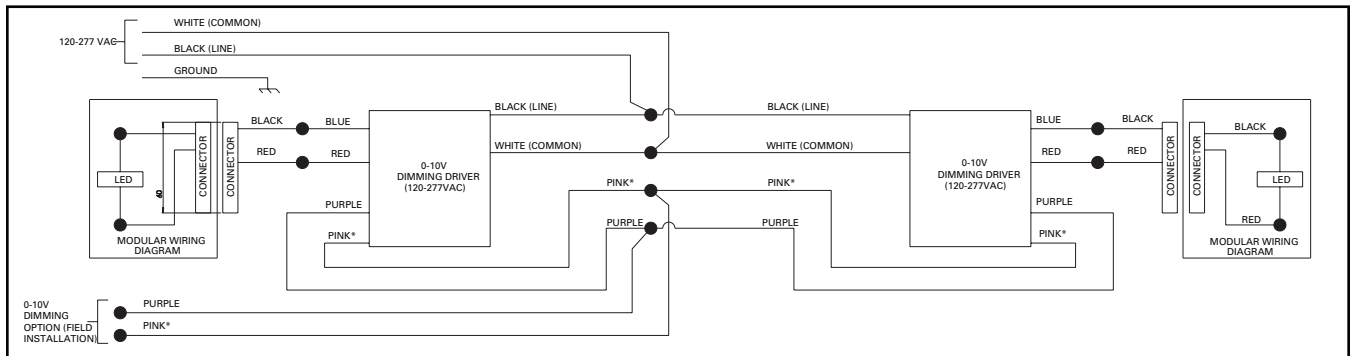 WHITE (COMMON)
120-277 VAC
BLACK (LINE)
GROUND
BLACK
BLUE
RED
RED
CONNECTOR
CONNECTOR
LED
60
MODULAR WIRING
DIAGRAM
0-10V
DIMMING DRIVER
(120-277VAC)
PURPLE
PINK*
BLACK (LINE)
BLACK (LINE)
WHITE (COMMON)
WHITE (COMMON)
PINK*
PINK*
PURPLE
PURPLE
0-10V
DIMMING DRIVER
(120-277VAC)
BLUE
BLACK
RED
RED
PURPLE
PINK*
CONNECTOR
CONNECTOR
BLACK
LED
RED
MODULAR WIRING
DIAGRAM
0-10V
DIMMING
OPTION (FIELD
INSTALLATION)
PURPLE
PINK*